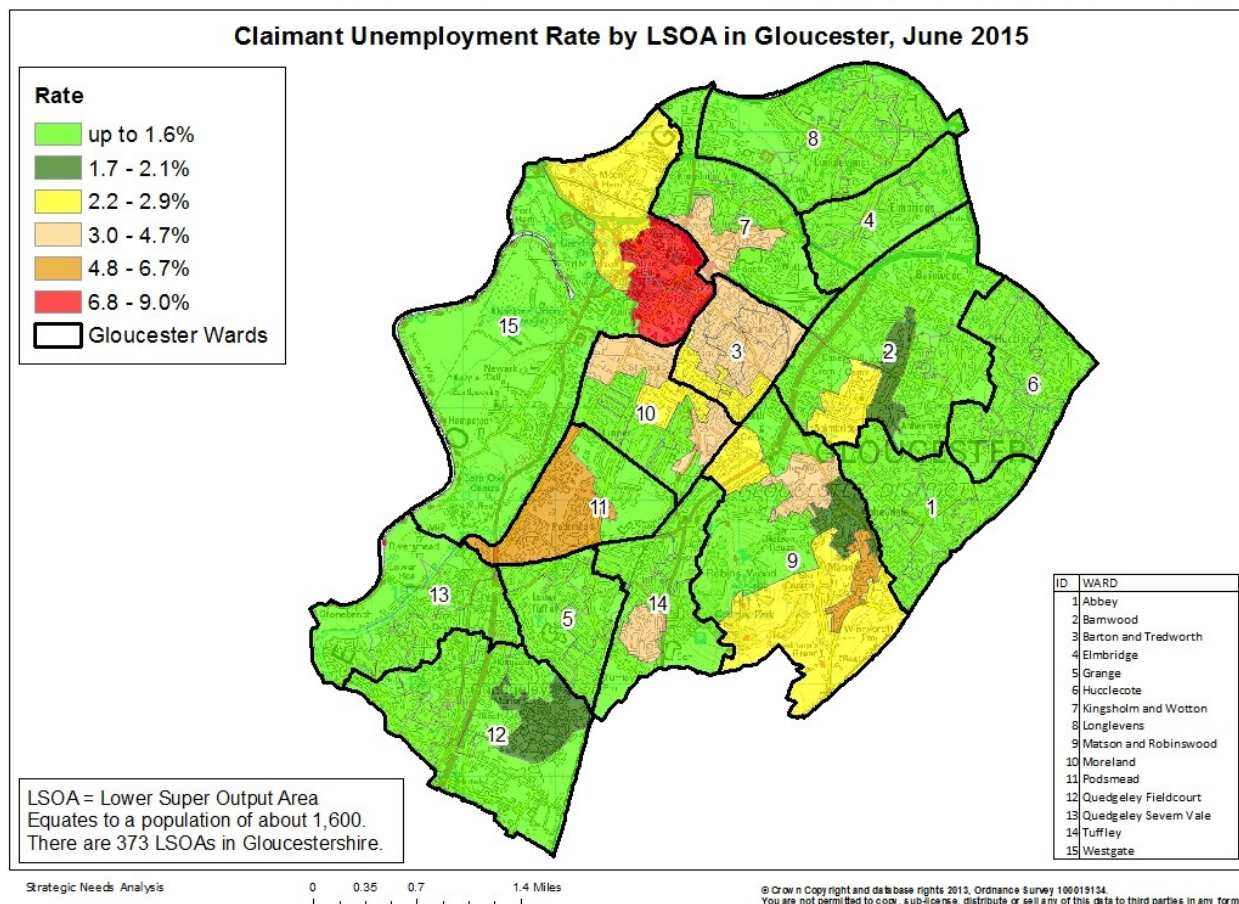 Claimant Unemployment Rate by LSOA in Gloucester, June 2015
Rate
up to 1.6%
1.7 - 2.1%
2.2 - 2.9%
3.0 - 4.7%
4.8 - 6.7%
6.8 - 9.0%
Gloucester Wards
8
Longlevens
4
Elmbridge
7
Barnwood
15
Newark
3
2
6
Hucclecote
10
GLOUCESTER
1
11
Podsmead
9
13
5
14
12
ID WARD
1 Abbey
2 Barnwood
3 Barton and Tredworth
4 Elmbridge
5 Grange
6 Hucclecote
7 Kingsholm and Wotton
8 Longlevens
9 Matson and Robinswood
10 Moreland
11 Podsmead
12 Quedgeley Fieldcourt
13 Quedgeley Severn Vale
14 Tuffley
15 Westgate
LSOA = Lower Super Output Area
Equates to a population of about 1,600.
There are 373 LSOAs in Gloucestershire.
Strategic Needs Analysis
0 0.35 0.7 1.4 Miles
© Crown Copyright and database rights 2013, Ordnance Survey 100019134.
You are not permitted to copy, sub-license, distribute or sell any of this data to third parties in any form